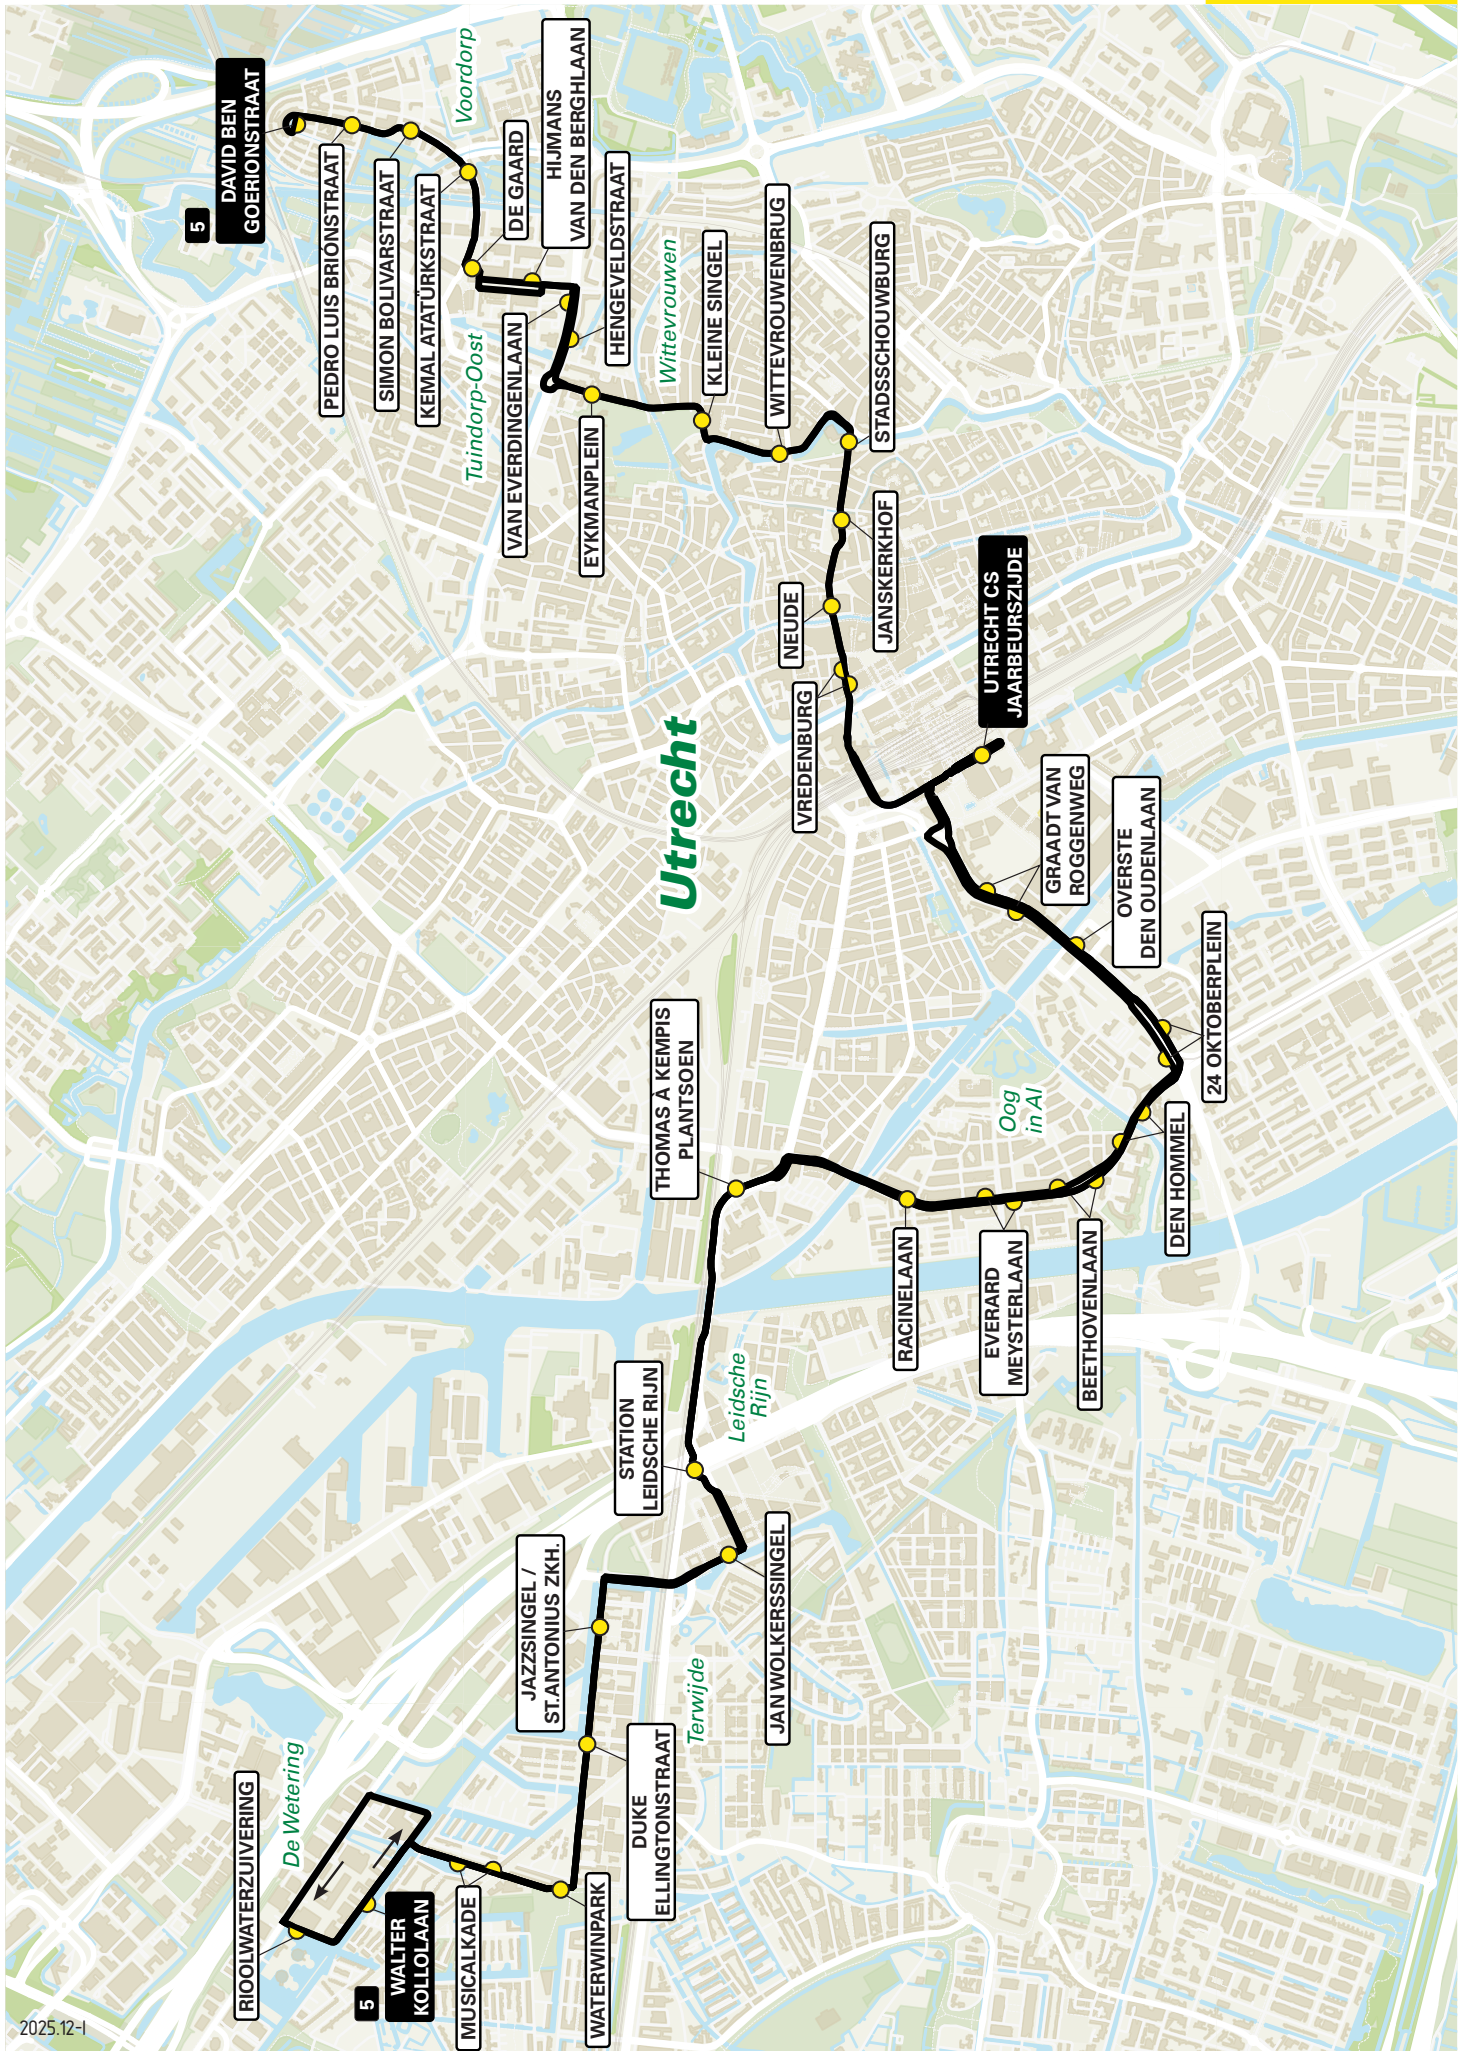 5
DAVID BEN
GOERIONSTRAAT
PEDRO LUIS BRIÓNSTRAAT
SIMON BOLIVARSTRAAT
KEMAL ATATÜRKSTRAAT
Voordorp
DE GAARD
HIJMANS
VAN DEN BERGHLAAN
HENGEVELDSTRAAT
VAN EVERDINGENLAAN
Tuindorp-Oost
EYKMANPLEIN
Wittevrouwen
KLEINE SINGEL
WITTEVROUWENBRUG
STADSSCHOUWBURG
JANSKERKHOF
NEUDE
VREDENBURG
UTRECHT CS
JAARBEURSZIJDE
Utrecht
GRAADT VAN
ROGGENWEG
OVERSTE
DEN OUDENLAAN
24 OKTOBERPLEIN
DEN HOMMEL
Oog
in Al
BEETHOVENLAAN
EVERARD
MEYSTERLAAN
RACINELAAN
THOMAS À KEMPIS
PLANTSOEN
Leidsche
Rijn
STATION
LEIDSCHE RIJN
JAN WOLKERSSINGEL
JAZZSINGEL /
ST.ANTONIUS ZKH.
Terwijde
DUKE
ELLINGTONSTRAAT
WATERWINPARK
MUSICALKADE
5
WALTER
KOLLOLAAN
De Wetering
RIOOLWATERZUIVERING
2025.12-I